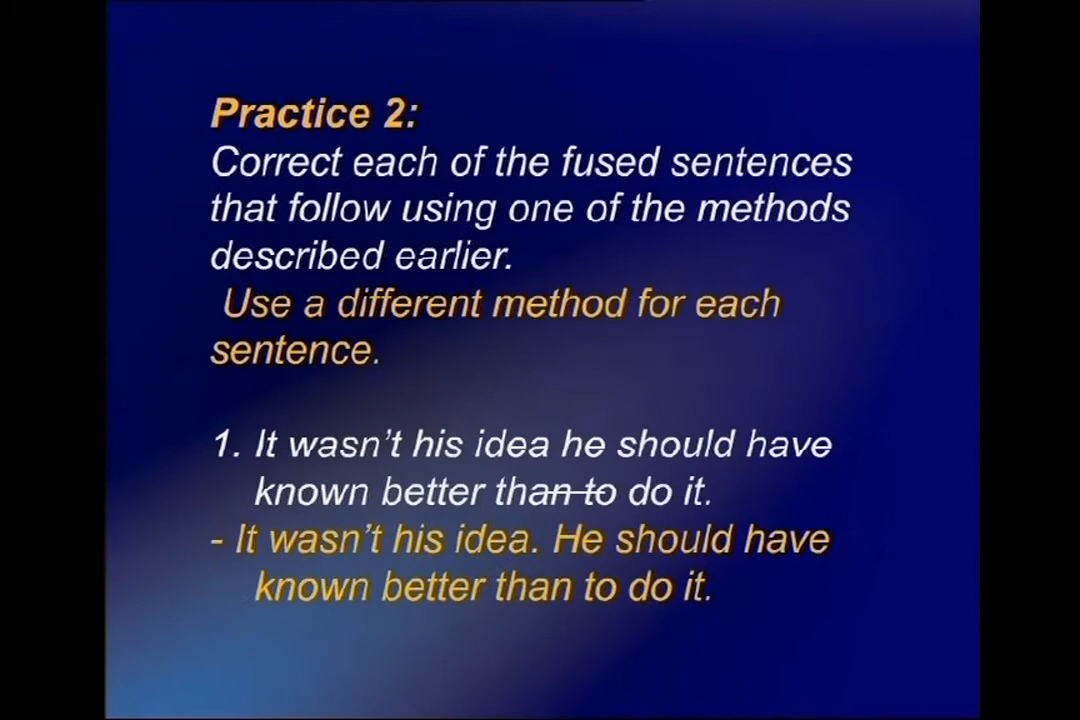 Practice 2:
Correct each of the fused sentences
that follow using one of the methods
described earlier.
Use a different method for each
sentence.
1. It wasn't his idea he should have
known better than to do it.
- It wasn't his idea. He should have
known better than to do it.